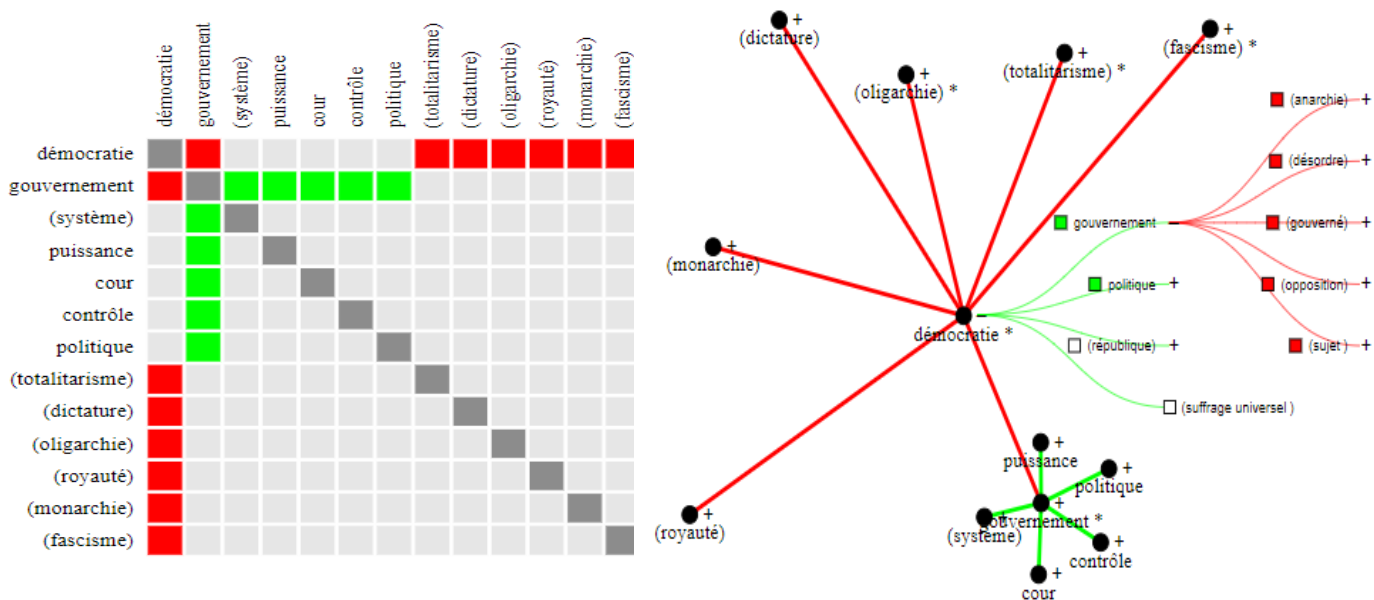 démocratie
gouvernement
(système)
puissance
cour
contrôle
politique
(totalitarisme)
(dictature)
(oligarchie)
(royauté)
(monarchie)
(fascisme)
démocratie
gouvernement
(système)
puissance
cour
contrôle
politique
(totalitarisme)
(dictature)
(oligarchie)
(royauté)
(monarchie)
(fascisme)
+
(dictature)
+
(fascisme) *
+
(totalitarisme) *
+
(oligarchie) *
(anarchie) +
(désordre) +
gouvernement –
(gouverné) +
+
(monarchie)
politique +
(opposition) +
–
démocratie *
(république) +
(sujet ) +
(suffrage universel )
+
puissance
+
politique
+
gouvernement *
+
(système)
+
(royauté)
+
contrôle
+
cour